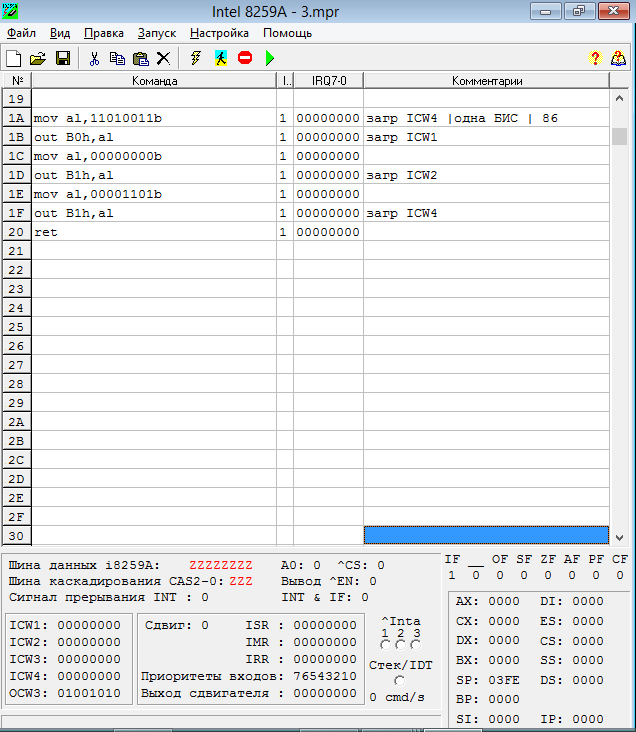 Intel 8259A - 3.mpr
Файл Вид Правка Запуск Настройка Помощь
№ Команда I.. IRQ7-0 Комментарии
19
1A mov al,11010011b 1 00000000 загр ICW4 |одна БИС | 86
1B out B0h,al 1 00000000 загр ICW1
1C mov al,00000000b 1 00000000
1D out B1h,al 1 00000000 загр ICW2
1E mov al,00001101b 1 00000000
1F out B1h,al 1 00000000 загр ICW4
20 ret 1 00000000
21
22
23
24
25
26
27
28
29
2A
2B
2C
2D
2E
2F
30
Шина данных i8259A: ZZZZZZZZ A0: 0 ^CS: 0
Шина каскадирования CAS2-0: ZZZ Вывод ^EN: 0
Сигнал прерывания INT : 0 INT & IF: 0
ICW1: 00000000
ICW2: 00000000
ICW3: 00000000
ICW4: 00000000
OCW3: 01001010
Сдвиг: 0 ISR : 00000000
IMR : 00000000
IRR : 00000000
Приоритеты входов: 76543210
Выход сдвигателя : 00000000
^Inta
1 2 3
Стек/IDT
0 cmd/s
IF __ OF SF ZF AF PF CF
1 0 0 0 0 0 0 0
AX: 0000 DI: 0000
CX: 0000 ES: 0000
DX: 0000 CS: 0000
BX: 0000 SS: 0000
SP: 03FE DS: 0000
BP: 0000
SI: 0000 IP: 0000